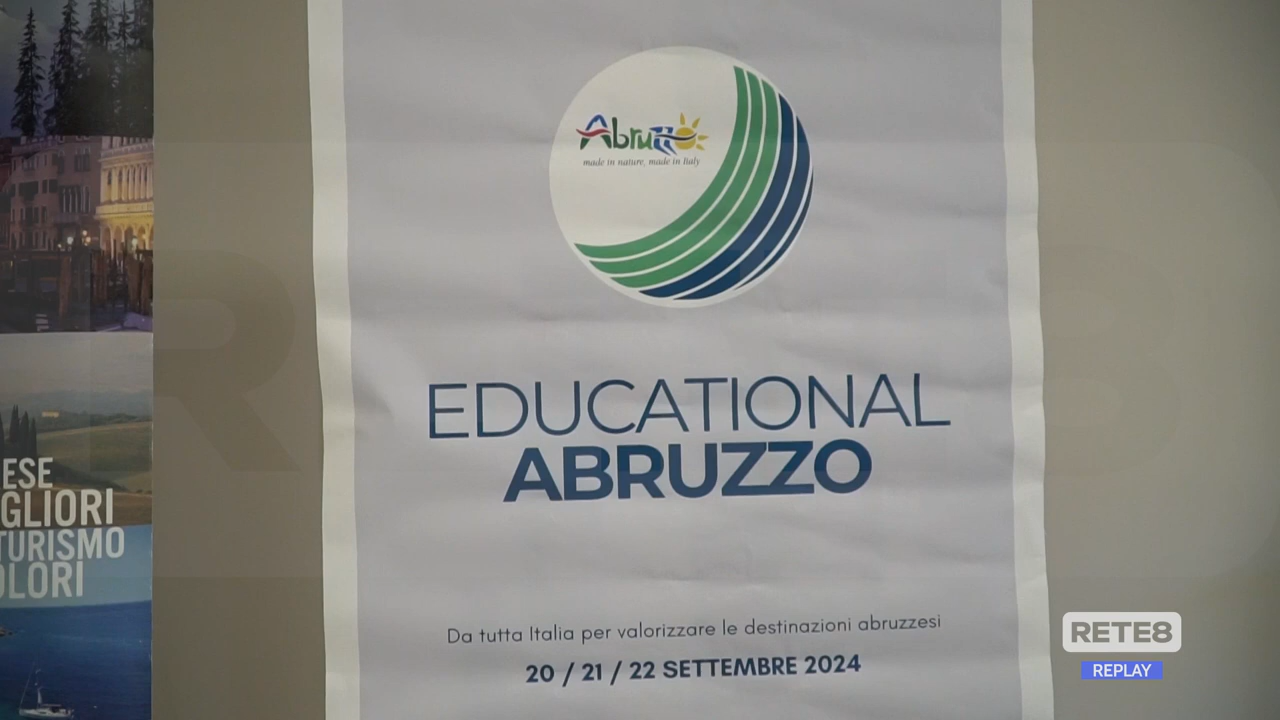 Abruzzo
made in nature, made in Italy
EDUCATIONAL
ABRUZZO
Da tutta Italia per valorizzare le destinazioni abruzzesi
20 / 21 / 22 SETTEMBRE 2024
ESE
GLIORI
TURISMO
OLORI
RETE8
REPLAY